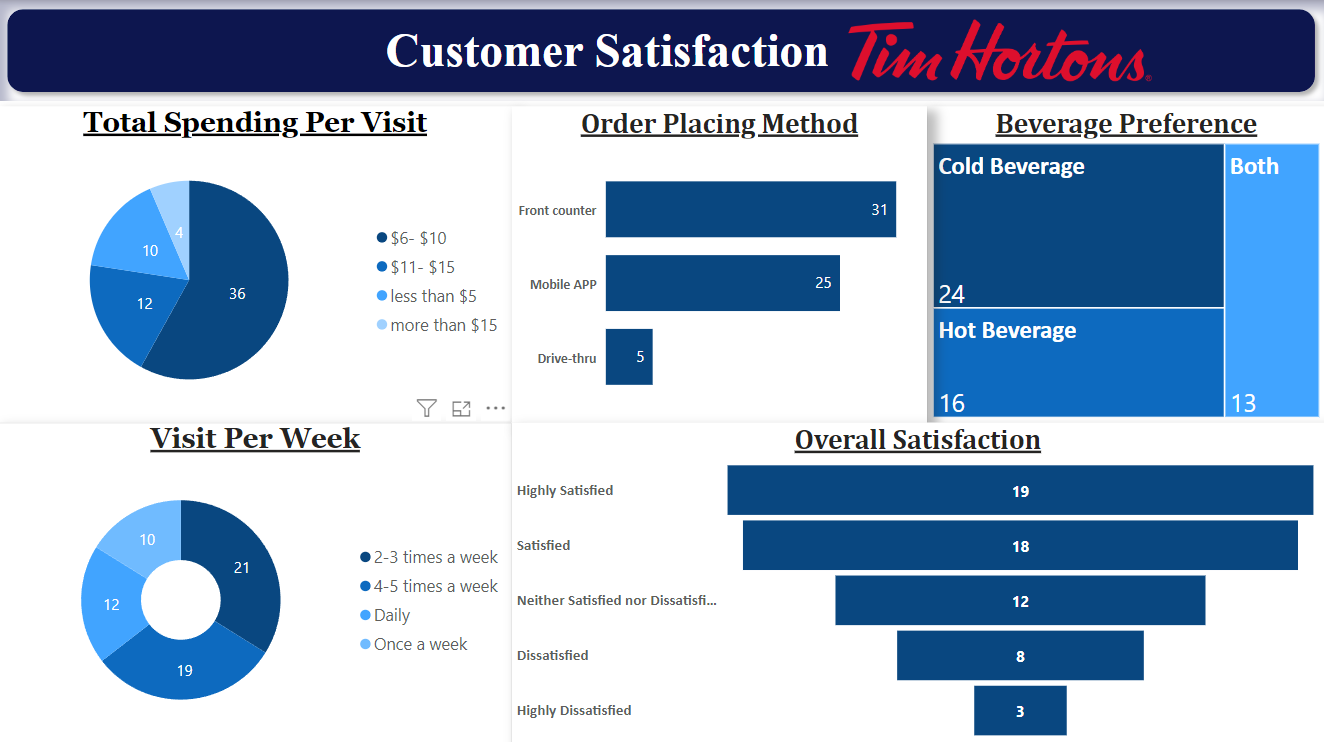 Customer Satisfaction Tim Hortons.
Total Spending Per Visit
36
12
10
4
$6- $10
$11- $15
less than $5
more than $15
Order Placing Method
Front counter 31
Mobile APP 25
Drive-thru 5
Beverage Preference
Cold Beverage
24
Hot Beverage
16
Both
13
Visit Per Week
21
19
12
10
2-3 times a week
4-5 times a week
Daily
Once a week
Overall Satisfaction
Highly Satisfied 19
Satisfied 18
Neither Satisfied nor Dissatisfi... 12
Dissatisfied 8
Highly Dissatisfied 3